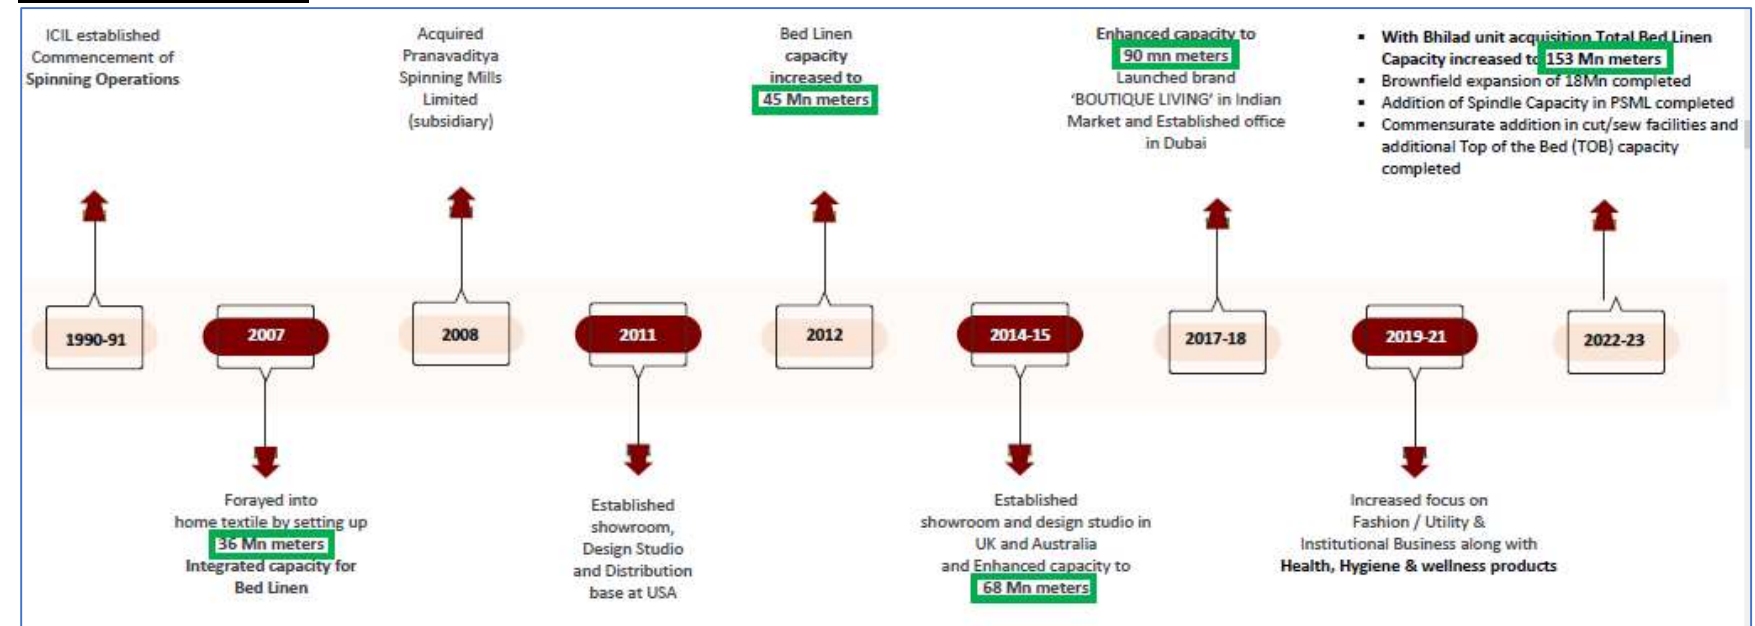 ICIL established
Commencement of
Spinning Operations
Acquired
Pranavaditya
Spinning Mills
Limited
(subsidiary)
Bed Linen
capacity
increased to
45 Mn meters
Enhanced capacity to
90 mn meters
Launched brand
‘BOUTIQUE LIVING’ in Indian
Market and Established office
in Dubai
▪ With Bhilad unit acquisition Total Bed Linen
Capacity increased to 153 Mn meters
▪ Brownfield expansion of 18Mn completed
▪ Addition of Spindle Capacity in PSML completed
▪ Commensurate addition in cut/sew facilities and
additional Top of the Bed (TOB) capacity
completed
1990-91
2007
2008
2011
2012
2014-15
2017-18
2019-21
2022-23
Forayed into
home textile by setting up
36 Mn meters
Integrated capacity for
Bed Linen
Established
showroom,
Design Studio
and Distribution
base at USA
Established
showroom and design studio in
UK and Australia
and Enhanced capacity to
68 Mn meters
Increased focus on
Fashion / Utility &
Institutional Business along with
Health, Hygiene & wellness products